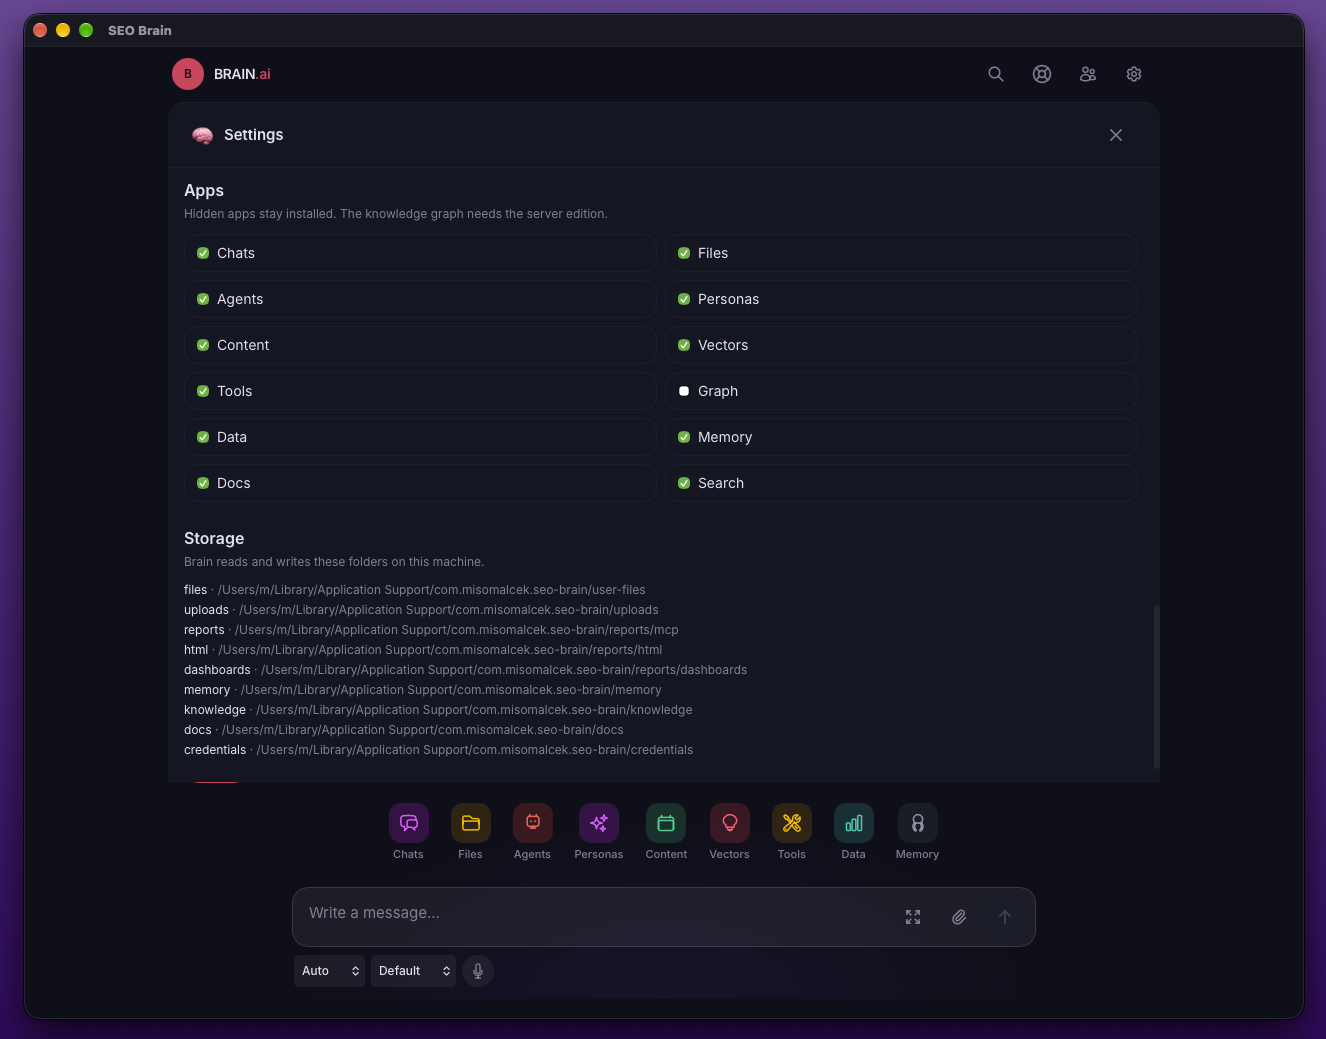 SEO Brain
B
BRAIN.ai
Settings
Apps
Hidden apps stay installed. The knowledge graph needs the server edition.
Chats
Files
Agents
Personas
Content
Vectors
Tools
Graph
Data
Memory
Docs
Search
Storage
Brain reads and writes these folders on this machine.
files · /Users/m/Library/Application Support/com.misomalcek.seo-brain/user-files
uploads · /Users/m/Library/Application Support/com.misomalcek.seo-brain/uploads
reports · /Users/m/Library/Application Support/com.misomalcek.seo-brain/reports/mcp
html · /Users/m/Library/Application Support/com.misomalcek.seo-brain/reports/html
dashboards · /Users/m/Library/Application Support/com.misomalcek.seo-brain/reports/dashboards
memory · /Users/m/Library/Application Support/com.misomalcek.seo-brain/memory
knowledge · /Users/m/Library/Application Support/com.misomalcek.seo-brain/knowledge
docs · /Users/m/Library/Application Support/com.misomalcek.seo-brain/docs
credentials · /Users/m/Library/Application Support/com.misomalcek.seo-brain/credentials
Chats
Files
Agents
Personas
Content
Vectors
Tools
Data
Memory
Write a message...
Auto
Default